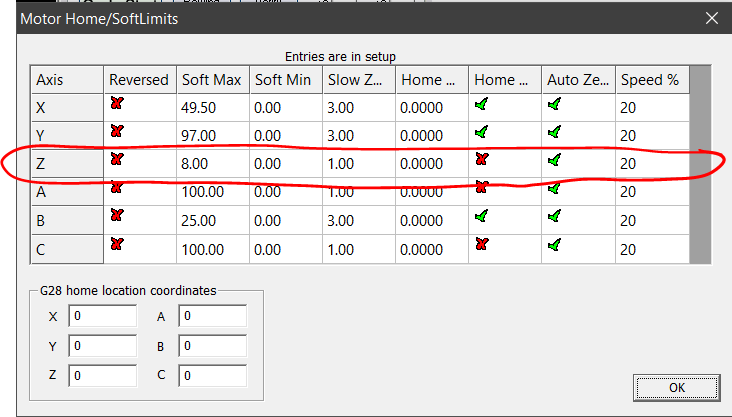 Motor Home/SoftLimits
Entries are in setup
Axis Reversed Soft Max Soft Min Slow Z... Home ... Home ... Auto Ze... Speed %
X 49.50 0.00 3.00 0.0000 20
Y 97.00 0.00 3.00 0.0000 20
Z 8.00 0.00 1.00 0.0000 20
A 100.00 0.00 1.00 0.0000 20
B 25.00 0.00 3.00 0.0000 20
C 100.00 0.00 1.00 0.0000 20
G28 home location coordinates
X 0 A 0
Y 0 B 0
Z 0 C 0
OK